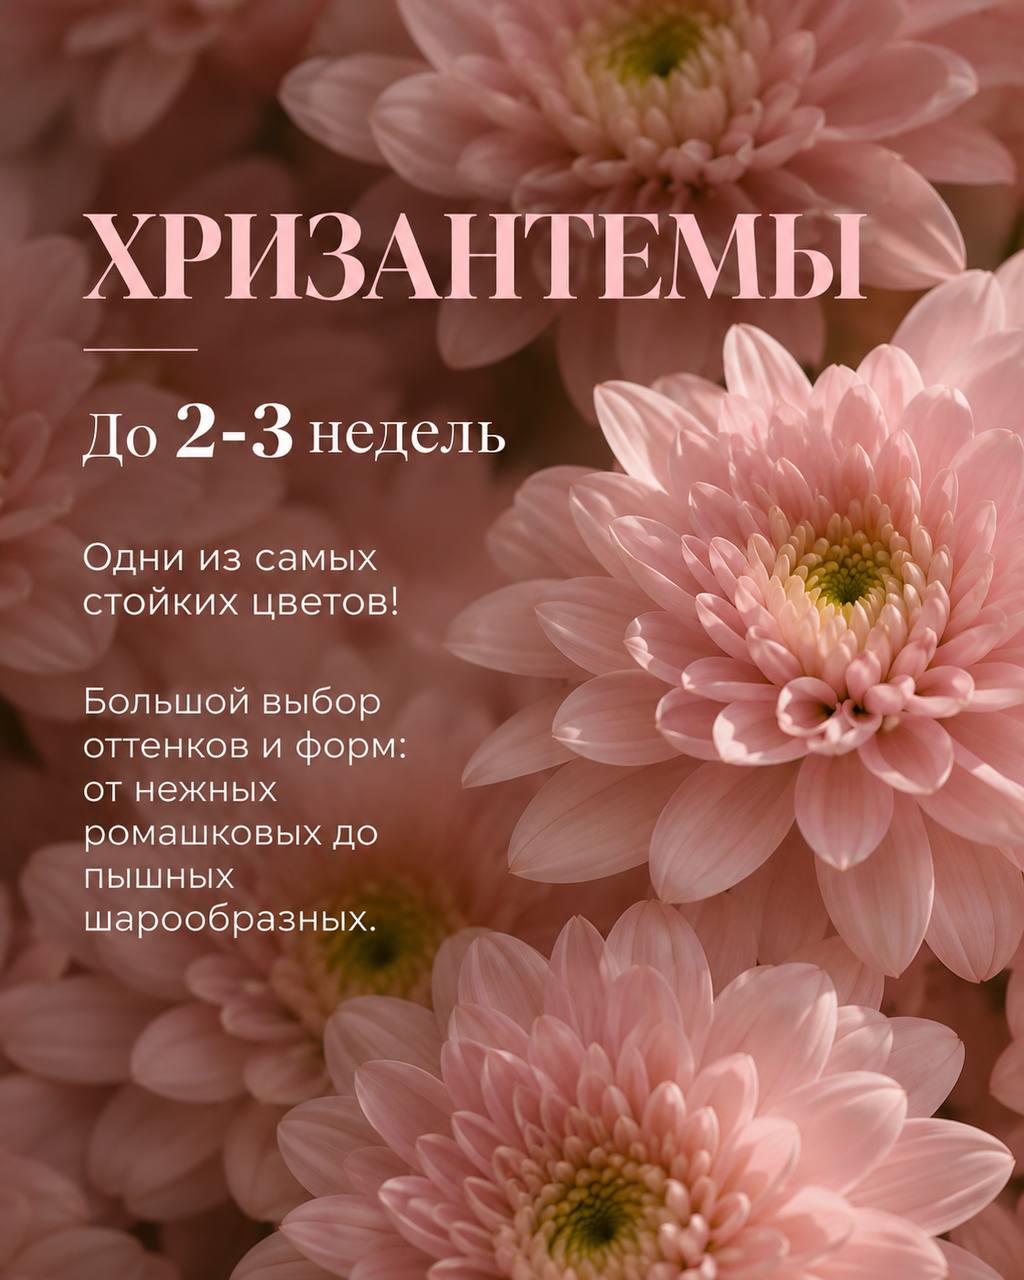 ХРИЗАНТЕМЫ
До 2-3 недель
Одни из самых
стойких цветов!
Большой выбор
оттенков и форм:
от нежных
ромашковых до
пышных
шарообразных.